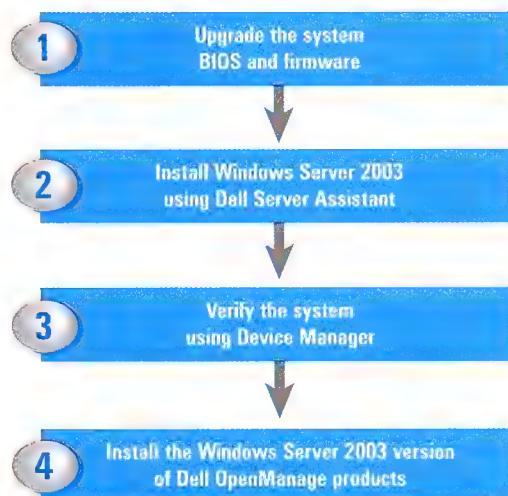 1
Upgrade the system
BIOS and firmware
2
Install Windows Server 2003
using Dell Server Assistant
3
Verify the system
using Device Manager
4
Install the Windows Server 2003 version
of Dell OpenManage products